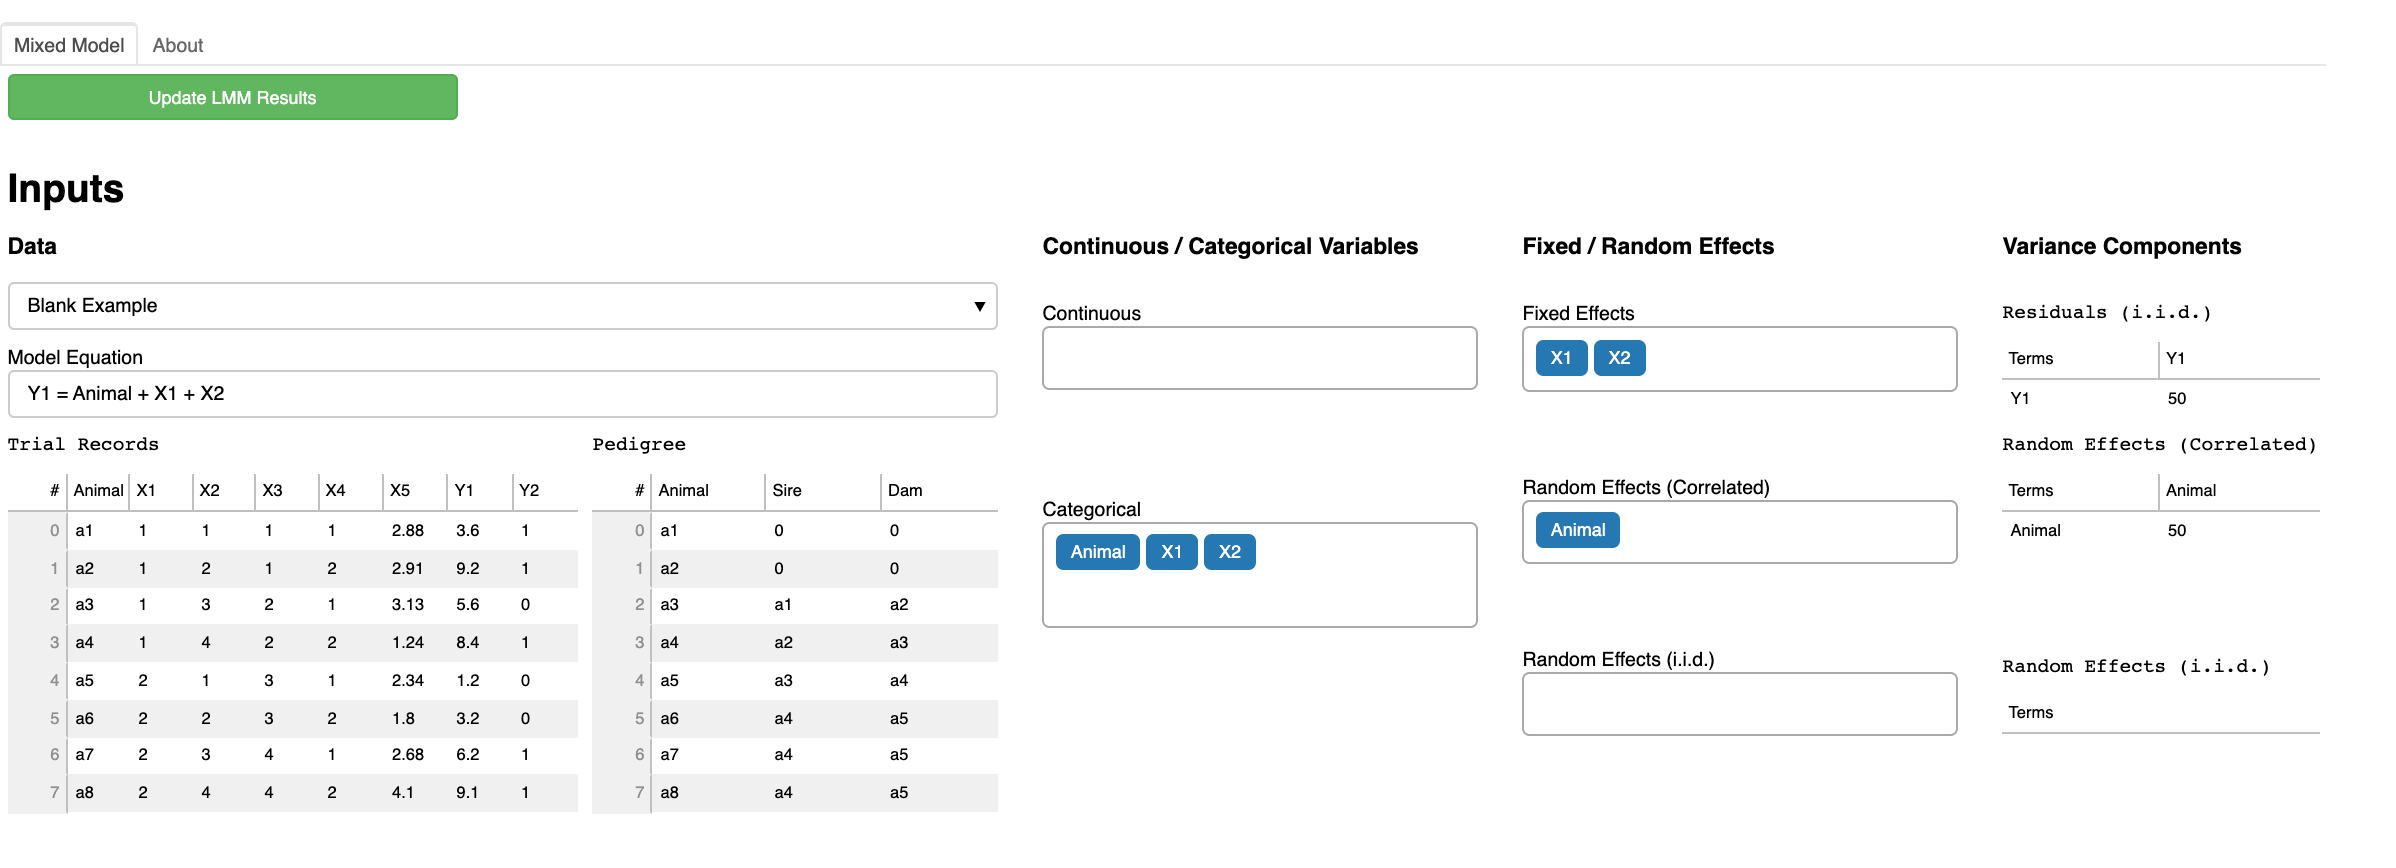 Mixed Model About
Update LMM Results
Inputs
Data
Blank Example ▼
Model Equation
Y1 = Animal + X1 + X2
Trial Records
# Animal X1 X2 X3 X4 X5 Y1 Y2
0 a1 1 1 1 1 2.88 3.6 1
1 a2 1 2 1 2 2.91 9.2 1
2 a3 1 3 2 1 3.13 5.6 0
3 a4 1 4 2 2 1.24 8.4 1
4 a5 2 1 3 1 2.34 1.2 0
5 a6 2 2 3 2 1.8 3.2 0
6 a7 2 3 4 1 2.68 6.2 1
7 a8 2 4 4 2 4.1 9.1 1
Pedigree
# Animal Sire Dam
0 a1 0 0
1 a2 0 0
2 a3 a1 a2
3 a4 a2 a3
4 a5 a3 a4
5 a6 a4 a5
6 a7 a4 a5
7 a8 a4 a5
Continuous / Categorical Variables
Continuous
Categorical
Animal X1 X2
Fixed / Random Effects
Fixed Effects
X1 X2
Random Effects (Correlated)
Animal
Random Effects (i.i.d.)
Variance Components
Residuals (i.i.d.)
Terms Y1
Y1 50
Random Effects (Correlated)
Terms Animal
Animal 50
Random Effects (i.i.d.)
Terms